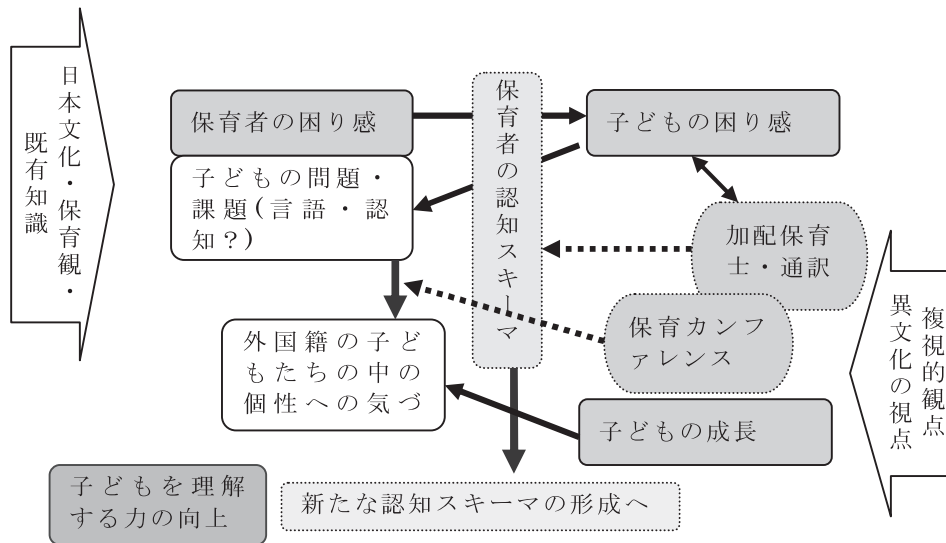 日本文化・保育観・
既有知識
保育者の困り感
子どもの問題・
課題(言語・認
知?)
外国籍の子ど
もたちの中の
個性への気づ
保育者の認知スキーマ
子どもの困り感
加配保育
士・通訳
保育カンフ
ァレンス
子どもの成長
複視的観点
異文化の視点
子どもを理解
する力の向上
新たな認知スキーマの形成へ